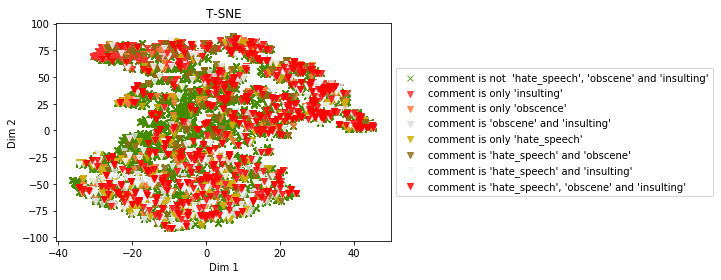 T-SNE
Dim 2
100
75
50
25
0
−25
−50
−75
−100
−40
−20
0
20
40
Dim 1
comment is not 'hate_speech', 'obscene' and 'insulting'
comment is only 'insulting'
comment is only 'obscence'
comment is 'obscene' and 'insulting'
comment is only 'hate_speech'
comment is 'hate_speech' and 'obscene'
comment is 'hate_speech' and 'insulting'
comment is 'hate_speech', 'obscene' and 'insulting'